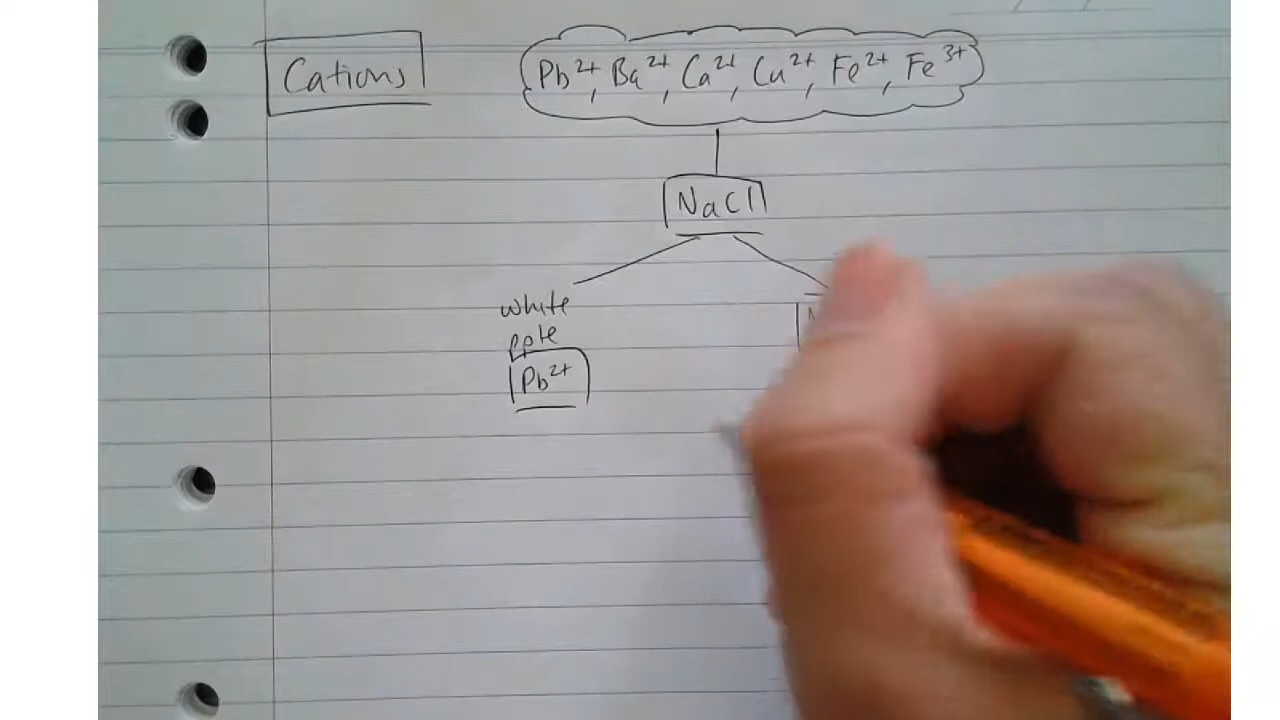 Cations
Pb²⁺, Ba²⁺, Ca²⁺, Cu²⁺, Fe²⁺, Fe³⁺
NaCl
white
ppte
Pb²⁺